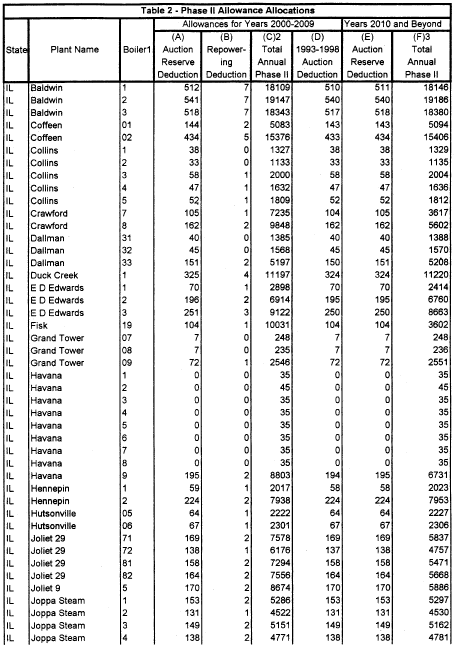 Table 2 - Phase II Allowance Allocations
Allowances for Years 2000-2009 Years 2010 and Beyond
(A) (B) (C)2 (D) (E) (F)3
Auction Repower- Total 1993-1998 Auction Total
State Plant Name Boiler1 Reserve ing Annual Auction Reserve Annual
Deduction Deduction Phase II Deduction Deduction Phase II
IL Baldwin 1 512 7 18109 510 511 18146
IL Baldwin 2 541 7 19147 540 540 19186
IL Baldwin 3 518 7 18343 517 518 18380
IL Coffeen 01 144 2 5083 143 143 5094
IL Coffeen 02 434 5 15376 433 434 15406
IL Collins 1 38 0 1327 38 38 1329
IL Collins 2 33 0 1133 33 33 1135
IL Collins 3 58 1 2000 58 58 2004
IL Collins 4 47 1 1632 47 47 1636
IL Collins 5 52 1 1809 52 52 1812
IL Crawford 7 105 1 7235 104 105 3617
IL Crawford 8 162 2 9848 162 162 5602
IL Dallman 31 40 0 1385 40 40 1388
IL Dallman 32 45 0 1568 45 45 1570
IL Dallman 33 151 2 5197 150 151 5208
IL Duck Creek 1 325 4 11197 324 324 11220
IL E D Edwards 1 70 1 2898 70 70 2414
IL E D Edwards 2 196 2 6914 195 195 6760
IL E D Edwards 3 251 3 9122 250 250 8663
IL Fisk 19 104 1 10031 104 104 3602
IL Grand Tower 07 7 0 248 7 7 248
IL Grand Tower 08 7 0 235 7 7 236
IL Grand Tower 09 72 1 2546 72 72 2551
IL Havana 1 0 0 35 0 0 35
IL Havana 2 0 0 45 0 0 45
IL Havana 3 0 0 35 0 0 35
IL Havana 4 0 0 35 0 0 35
IL Havana 5 0 0 35 0 0 35
IL Havana 6 0 0 35 0 0 35
IL Havana 7 0 0 35 0 0 35
IL Havana 8 0 0 35 0 0 35
IL Havana 9 195 2 8803 194 195 6731
IL Hennepin 1 59 1 2017 58 58 2023
IL Hennepin 2 224 2 7938 224 224 7953
IL Hutsonville 05 64 1 2222 64 64 2227
IL Hutsonville 06 67 1 2301 67 67 2306
IL Joliet 29 71 169 2 7578 169 169 5837
IL Joliet 29 72 138 1 6176 137 138 4757
IL Joliet 29 81 158 2 7294 158 158 5471
IL Joliet 29 82 164 2 7556 164 164 5668
IL Joliet 9 5 170 2 8674 170 170 5886
IL Joppa Steam 1 153 2 5286 153 153 5297
IL Joppa Steam 2 131 1 4522 131 131 4530
IL Joppa Steam 3 149 2 5151 149 149 5162
IL Joppa Steam 4 138 2 4771 138 138 4781